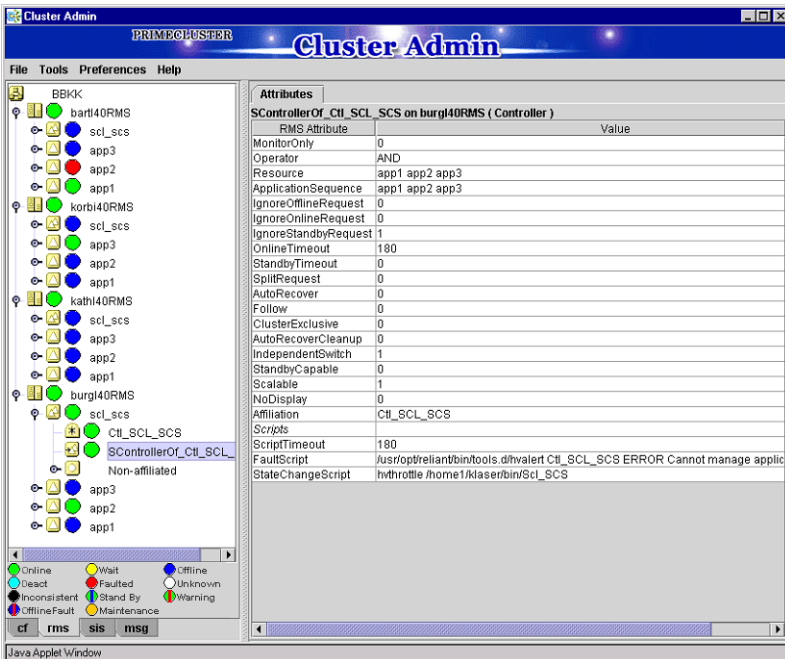 Cluster Admin
PRIMECLUSTER
Cluster Admin
File Tools Preferences Help
BBKK
bartl40RMS
scl_scs
app3
app2
app1
korbi40RMS
scl_scs
app3
app2
app1
kathl40RMS
scl_scs
app3
app2
app1
burgl40RMS
scl_scs
Ctl_SCL_SCS
SControllerOf_Ctl_SCL_
Non-affiliated
app3
app2
app1
Online Wait Offline
Deact Faulted Unknown
Inconsistent Stand By Warning
OfflineFault Maintenance
cf rms sis msg
Attributes
SControllerOf_Ctl_SCL_SCS on burgl40RMS ( Controller )
RMS Attribute Value
MonitorOnly 0
Operator AND
Resource app1 app2 app3
ApplicationSequence app1 app2 app3
IgnoreOfflineRequest 0
IgnoreOnlineRequest 0
IgnoreStandbyRequest 1
OnlineTimeout 180
StandbyTimeout 0
SplitRequest 0
AutoRecover 0
Follow 0
ClusterExclusive 0
AutoRecoverCleanup 0
IndependentSwitch 1
StandbyCapable 0
Scalable 1
NoDisplay 0
Affiliation Ctl_SCL_SCS
Scripts
ScriptTimeout 180
FaultScript /usr/opt/reliant/bin/tools.d/hvalert Ctl_SCL_SCS ERROR Cannot manage applic
StateChangeScript hvthrottle /home1/klaser/bin/Scl_SCS
Java Applet Window